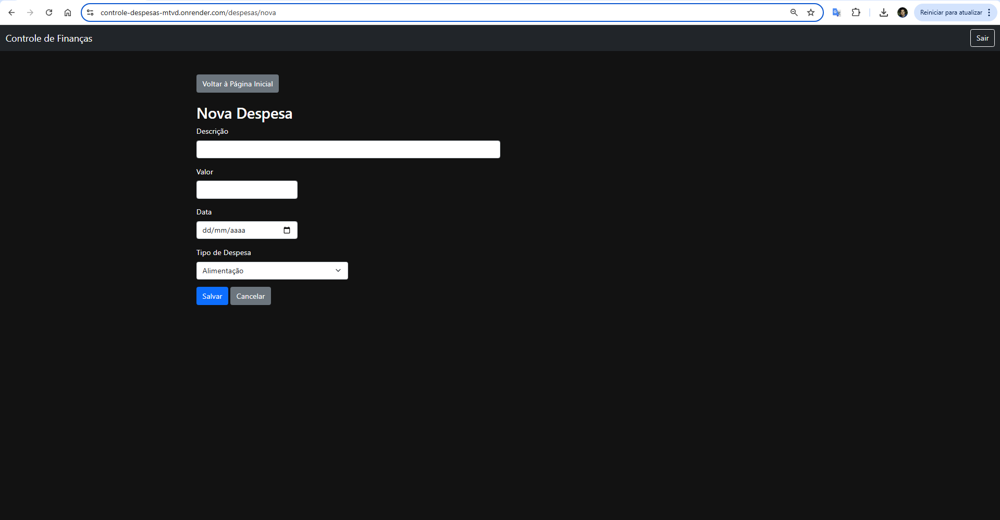 controle-despesas-mtvd.onrender.com/despesas/nova
Reiniciar para atualizar
Controle de Finanças
Sair
Voltar à Página Inicial
Nova Despesa
Descrição
Valor
Data
dd/mm/aaaa
Tipo de Despesa
Alimentação
Salvar Cancelar